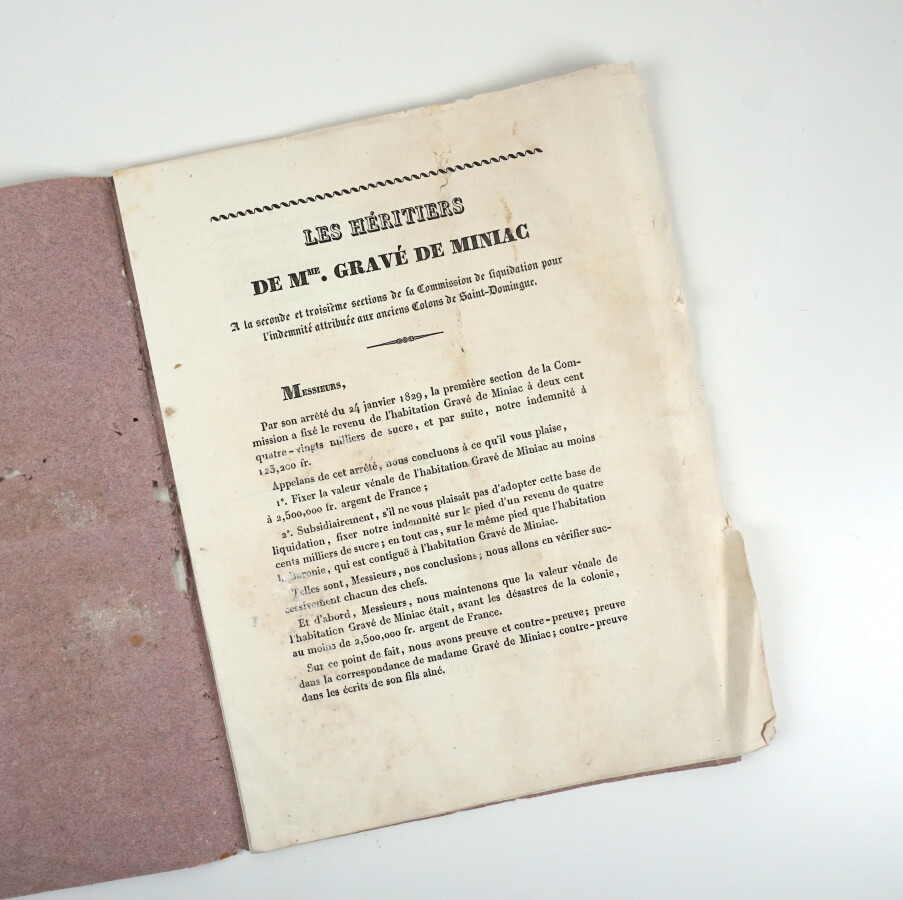 LES HÉRITIERS
DE MME. GRAVÉ DE MINIAC
A la seconde et troisième sections de la Commission de liquidation pour
l'indemnité attribuée aux anciens Colons de Saint-Domingue.
MESSIEURS,
Par son arrêté du 24 janvier 1829, la première section de la Com-
mission a fixé le revenu de l'habitation Gravé de Miniac à deux cent
quatre-vingts milliers de sucre, et par suite, notre indemnité à
123,200 fr.
Appelans de cet arrêté, nous concluons à ce qu'il vous plaise,
1°. Fixer la valeur vénale de l'habitation Gravé de Miniac au moins
à 2,500,000 fr. argent de France;
2°. Subsidiairement, s'il ne vous plaisait pas d'adopter cette base de
liquidation, fixer notre indemnité sur le pied d'un revenu de quatre
cents milliers de sucre; en tout cas, sur le même pied que l'habitation
la Baronie, qui est contiguë à l'habitation Gravé de Miniac.
Telles sont, Messieurs, nos conclusions; nous allons en vérifier suc-
cessivement chacun des chefs.
Et d'abord, Messieurs, nous maintenons que la valeur vénale de
l'habitation Gravé de Miniac était, avant les désastres de la colonie,
au moins de 2,500,000 fr. argent de France.
Sur ce point de fait, nous avons preuve et contre-preuve; preuve
dans la correspondance de madame Gravé de Miniac; contre-preuve
dans les écrits de son fils aîné.